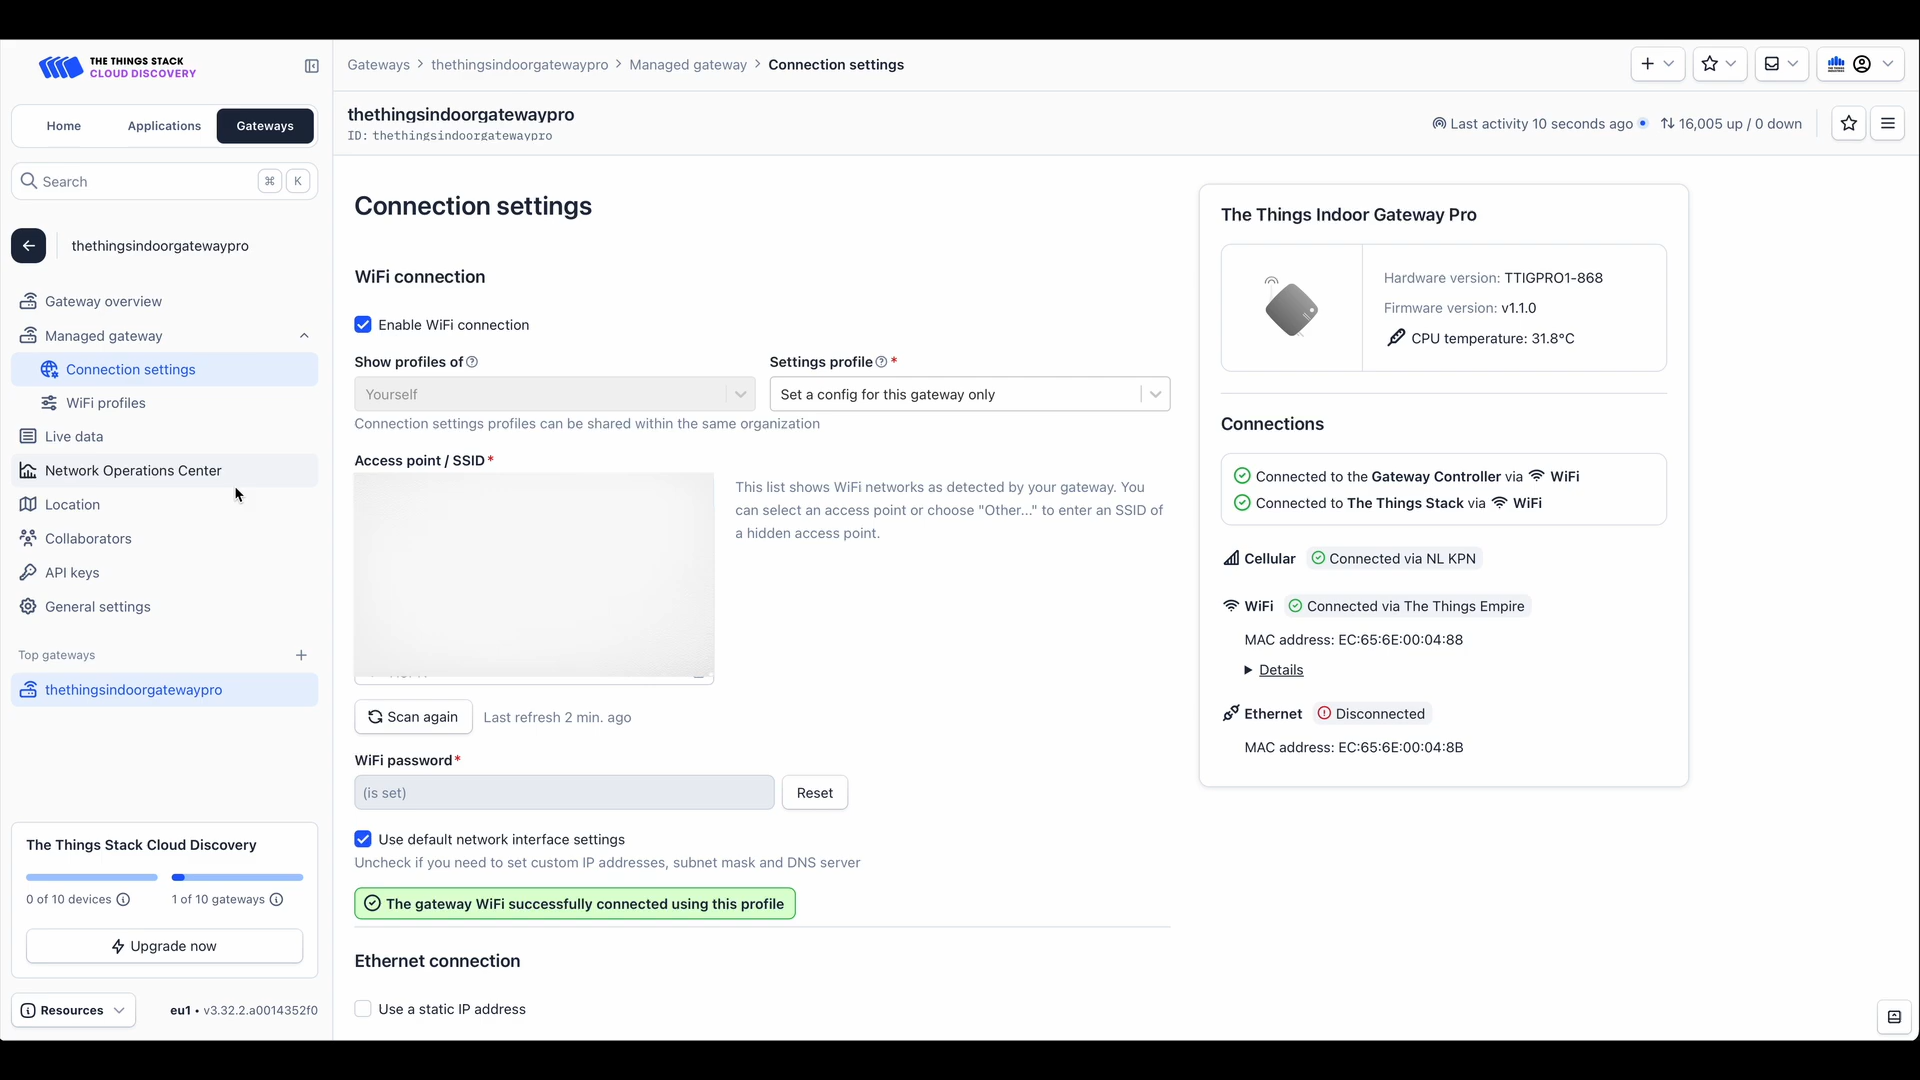 THE THINGS STACK
CLOUD DISCOVERY
Home
Applications
Gateways
Search
⌘ K
thethingsindoorgatewaypro
Gateway overview
Managed gateway
Connection settings
WiFi profiles
Live data
Network Operations Center
Location
Collaborators
API keys
General settings
Top gateways
thethingsindoorgatewaypro
The Things Stack Cloud Discovery
0 of 10 devices
1 of 10 gateways
Upgrade now
Resources
eu1 • v3.32.2.a0014352f0
Gateways > thethingsindoorgatewaypro > Managed gateway > Connection settings
thethingsindoorgatewaypro
ID: thethingsindoorgatewaypro
Last activity 10 seconds ago
16,005 up / 0 down
Connection settings
WiFi connection
Enable WiFi connection
Show profiles of
Settings profile *
Yourself
Set a config for this gateway only
Connection settings profiles can be shared within the same organization
Access point / SSID *
This list shows WiFi networks as detected by your gateway. You
can select an access point or choose "Other..." to enter an SSID of
a hidden access point.
Scan again
Last refresh 2 min. ago
WiFi password *
(is set)
Reset
Use default network interface settings
Uncheck if you need to set custom IP addresses, subnet mask and DNS server
The gateway WiFi successfully connected using this profile
Ethernet connection
Use a static IP address
The Things Indoor Gateway Pro
Hardware version: TTIGPRO1-868
Firmware version: v1.1.0
CPU temperature: 31.8°C
Connections
Connected to the Gateway Controller via WiFi
Connected to The Things Stack via WiFi
Cellular Connected via NL KPN
WiFi Connected via The Things Empire
MAC address: EC:65:6E:00:04:88
Details
Ethernet Disconnected
MAC address: EC:65:6E:00:04:8B